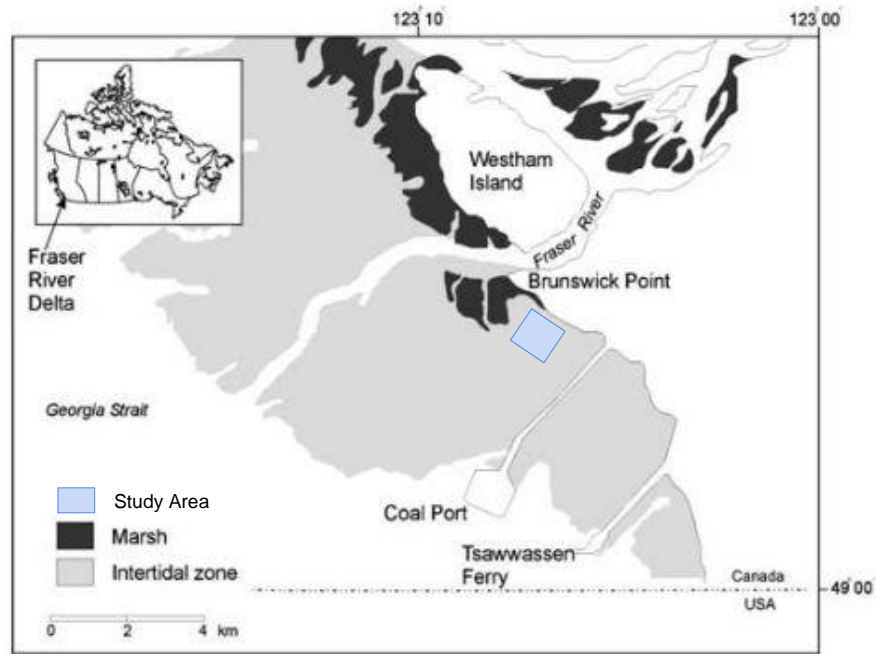 123°10'
123°00'
Westham
Island
Fraser River
Fraser
River
Delta
Brunswick Point
Georgia Strait
Study Area
Coal Port
Marsh
Tsawwassen
Ferry
Intertidal zone
Canada
49°00'
USA
0 2 4 km